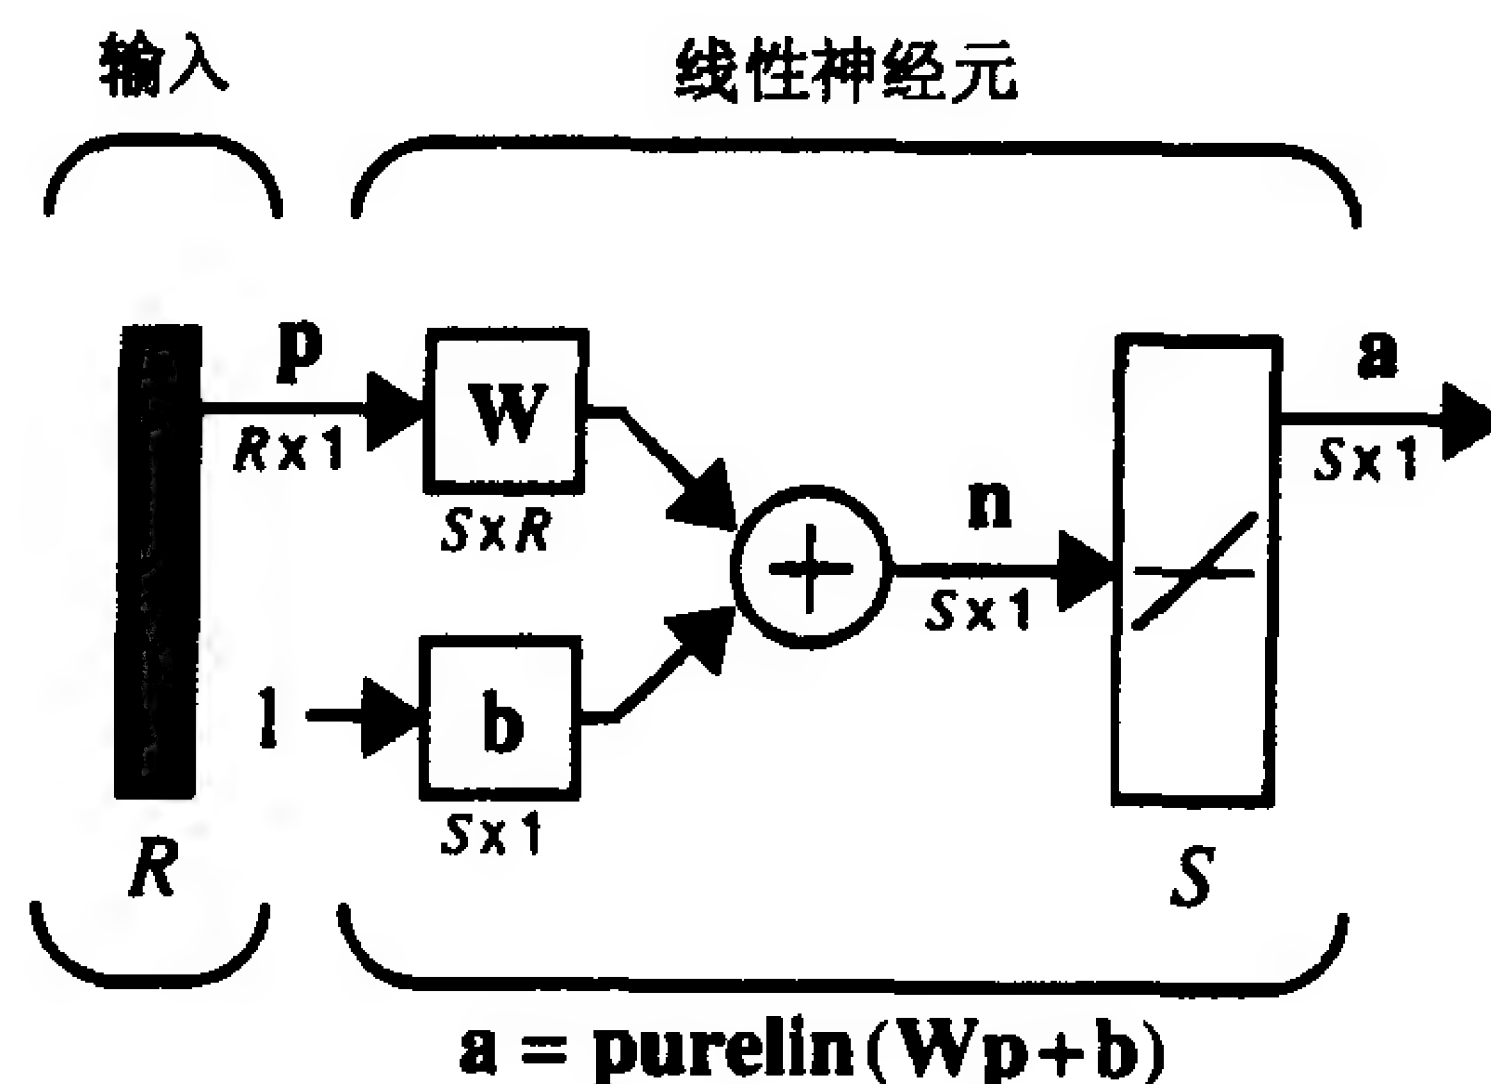 输入 线性神经元
p W n a
R×1 S×R S×1 S×1
1 b
S×1
R S
a = purelin(Wp+b)